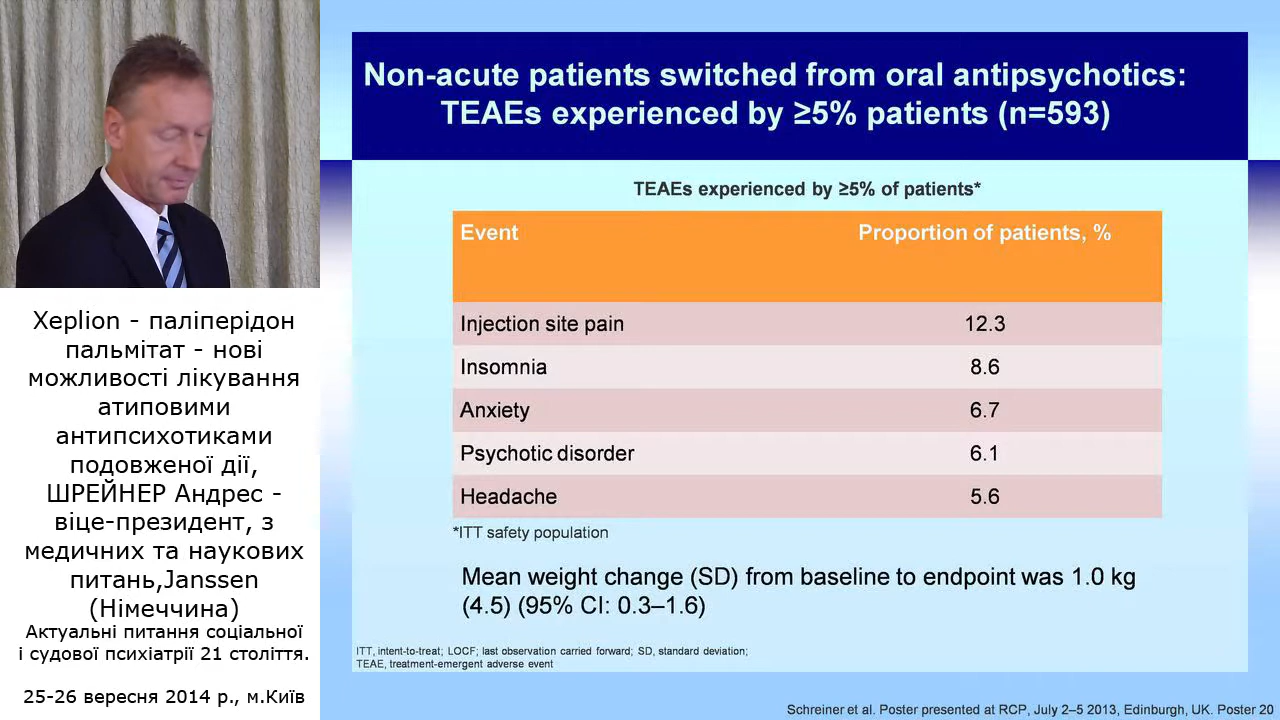 Xeplion - паліперідон
пальмітат - нові
можливості лікування
атиповими
антипсихотиками
подовженої дії,
ШРЕЙНЕР Андрес -
віце-президент, з
медичних та наукових
питань,Janssen
(Німеччина)
Актуальні питання соціальної
і судової психіатрії 21 століття.
25-26 вересня 2014 р., м.Київ
Non-acute patients switched from oral antipsychotics:
TEAEs experienced by ≥5% patients (n=593)
TEAEs experienced by ≥5% of patients*
Event Proportion of patients, %
Injection site pain 12.3
Insomnia 8.6
Anxiety 6.7
Psychotic disorder 6.1
Headache 5.6
*ITT safety population
Mean weight change (SD) from baseline to endpoint was 1.0 kg
(4.5) (95% CI: 0.3–1.6)
ITT, intent-to-treat; LOCF; last observation carried forward; SD, standard deviation;
TEAE, treatment-emergent adverse event
Schreiner et al. Poster presented at RCP, July 2–5 2013, Edinburgh, UK. Poster 20